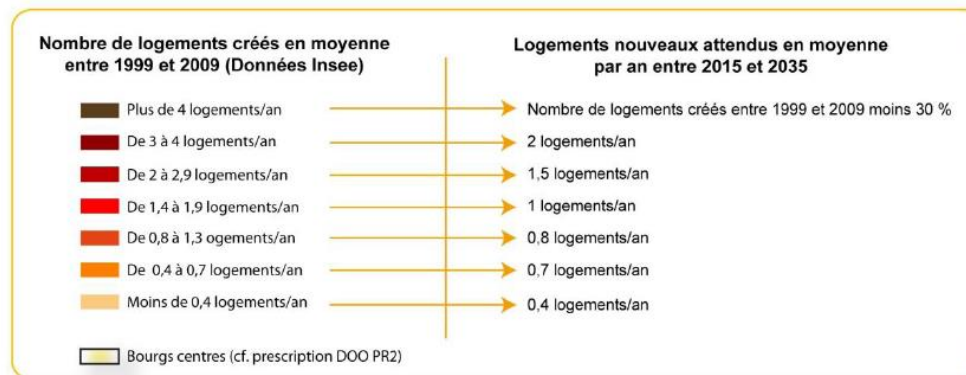 Nombre de logements créés en moyenne
entre 1999 et 2009 (Données Insee)
Logements nouveaux attendus en moyenne
par an entre 2015 et 2035
Plus de 4 logements/an
Nombre de logements créés entre 1999 et 2009 moins 30 %
De 3 à 4 logements/an
2 logements/an
De 2 à 2,9 logements/an
1,5 logements/an
De 1,4 à 1,9 logements/an
1 logements/an
De 0,8 à 1,3 ogements/an
0,8 logements/an
De 0,4 à 0,7 logements/an
0,7 logements/an
Moins de 0,4 logements/an
0,4 logements/an
Bourgs centres (cf. prescription DOO PR2)